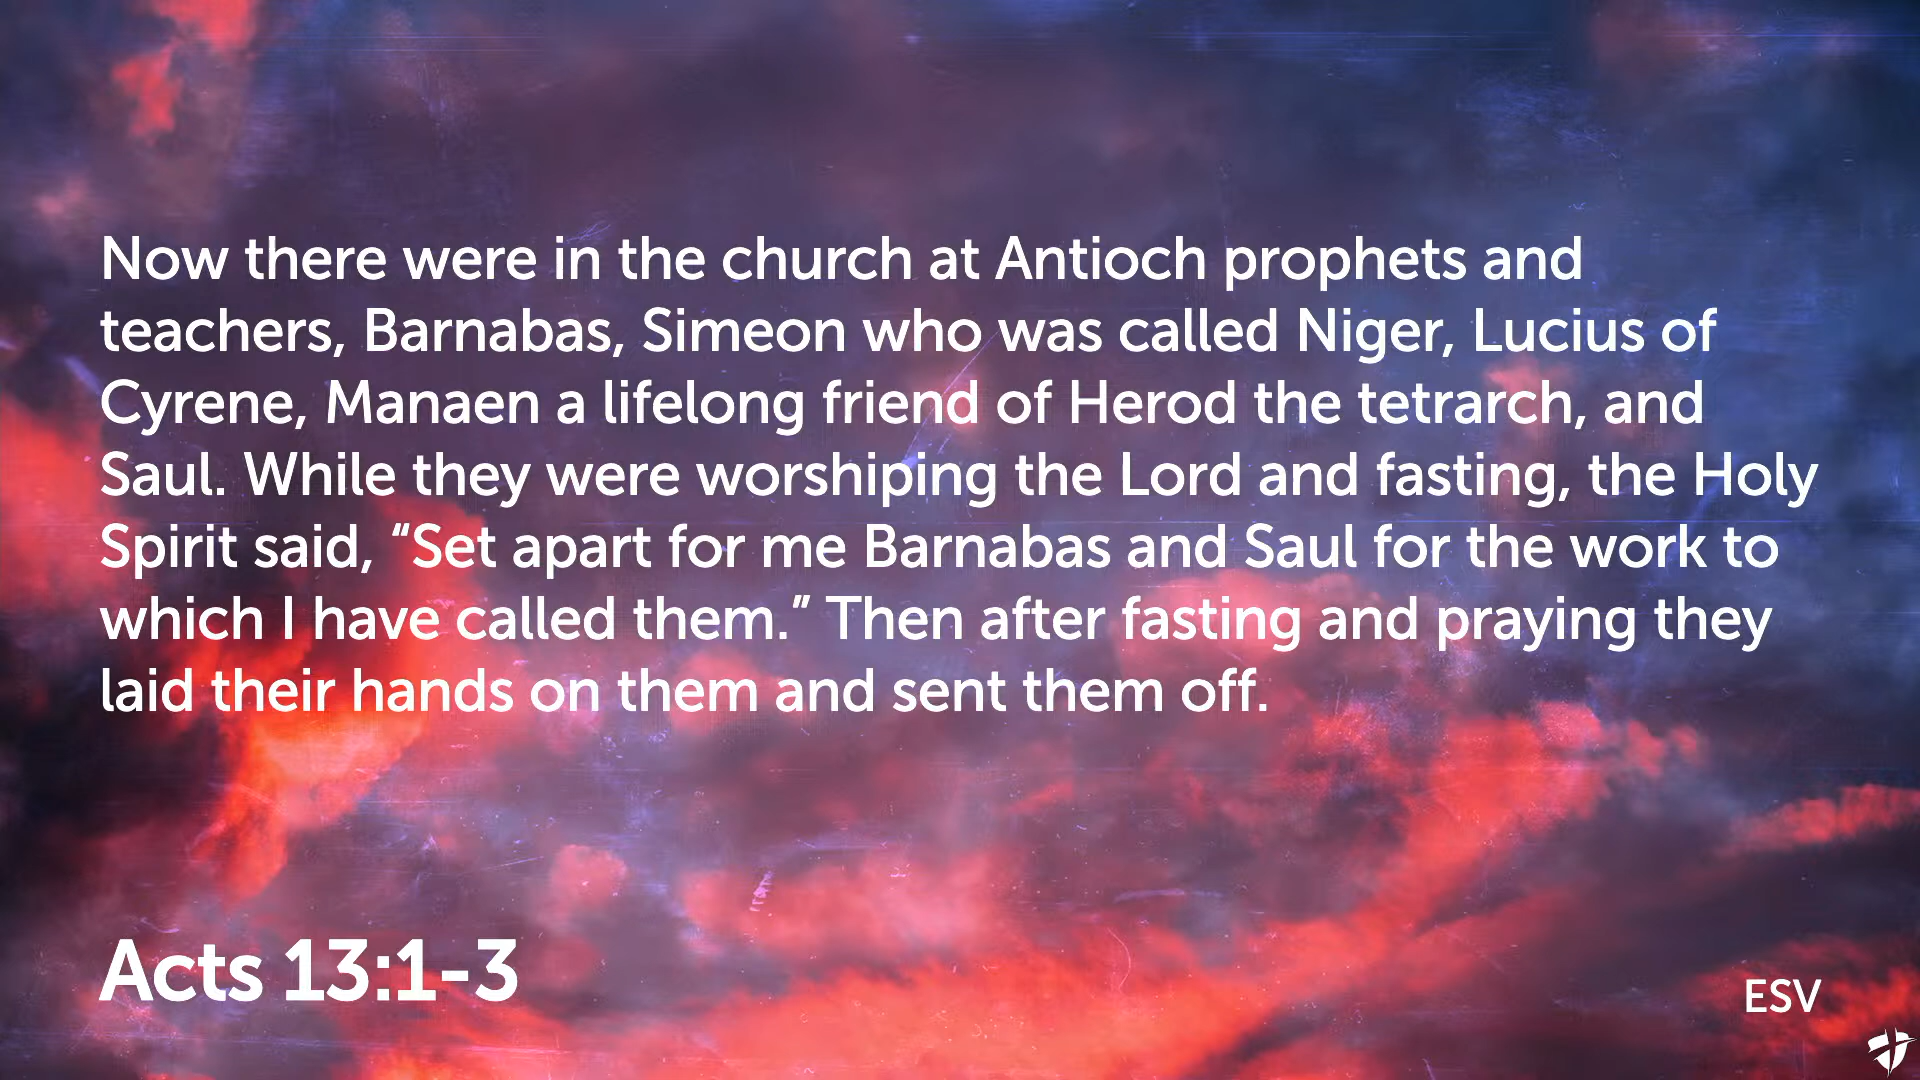 Now there were in the church at Antioch prophets and
teachers, Barnabas, Simeon who was called Niger, Lucius of
Cyrene, Manaen a lifelong friend of Herod the tetrarch, and
Saul. While they were worshiping the Lord and fasting, the Holy
Spirit said, “Set apart for me Barnabas and Saul for the work to
which I have called them.” Then after fasting and praying they
laid their hands on them and sent them off.
Acts 13:1-3
ESV